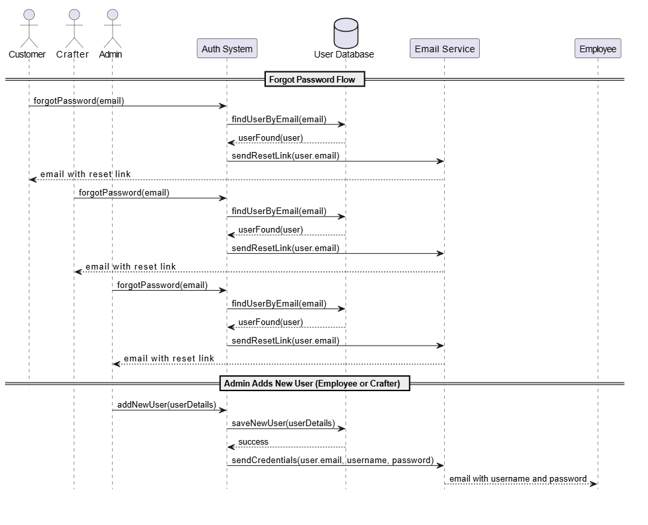 Customer
Crafter
Admin
Auth System
User Database
Email Service
Employee
Forgot Password Flow
forgotPassword(email)
findUserByEmail(email)
userFound(user)
sendResetLink(user.email)
email with reset link
forgotPassword(email)
findUserByEmail(email)
userFound(user)
sendResetLink(user.email)
email with reset link
forgotPassword(email)
findUserByEmail(email)
userFound(user)
sendResetLink(user.email)
email with reset link
Admin Adds New User (Employee or Crafter)
addNewUser(userDetails)
saveNewUser(userDetails)
success
sendCredentials(user.email, username, password)
email with username and password